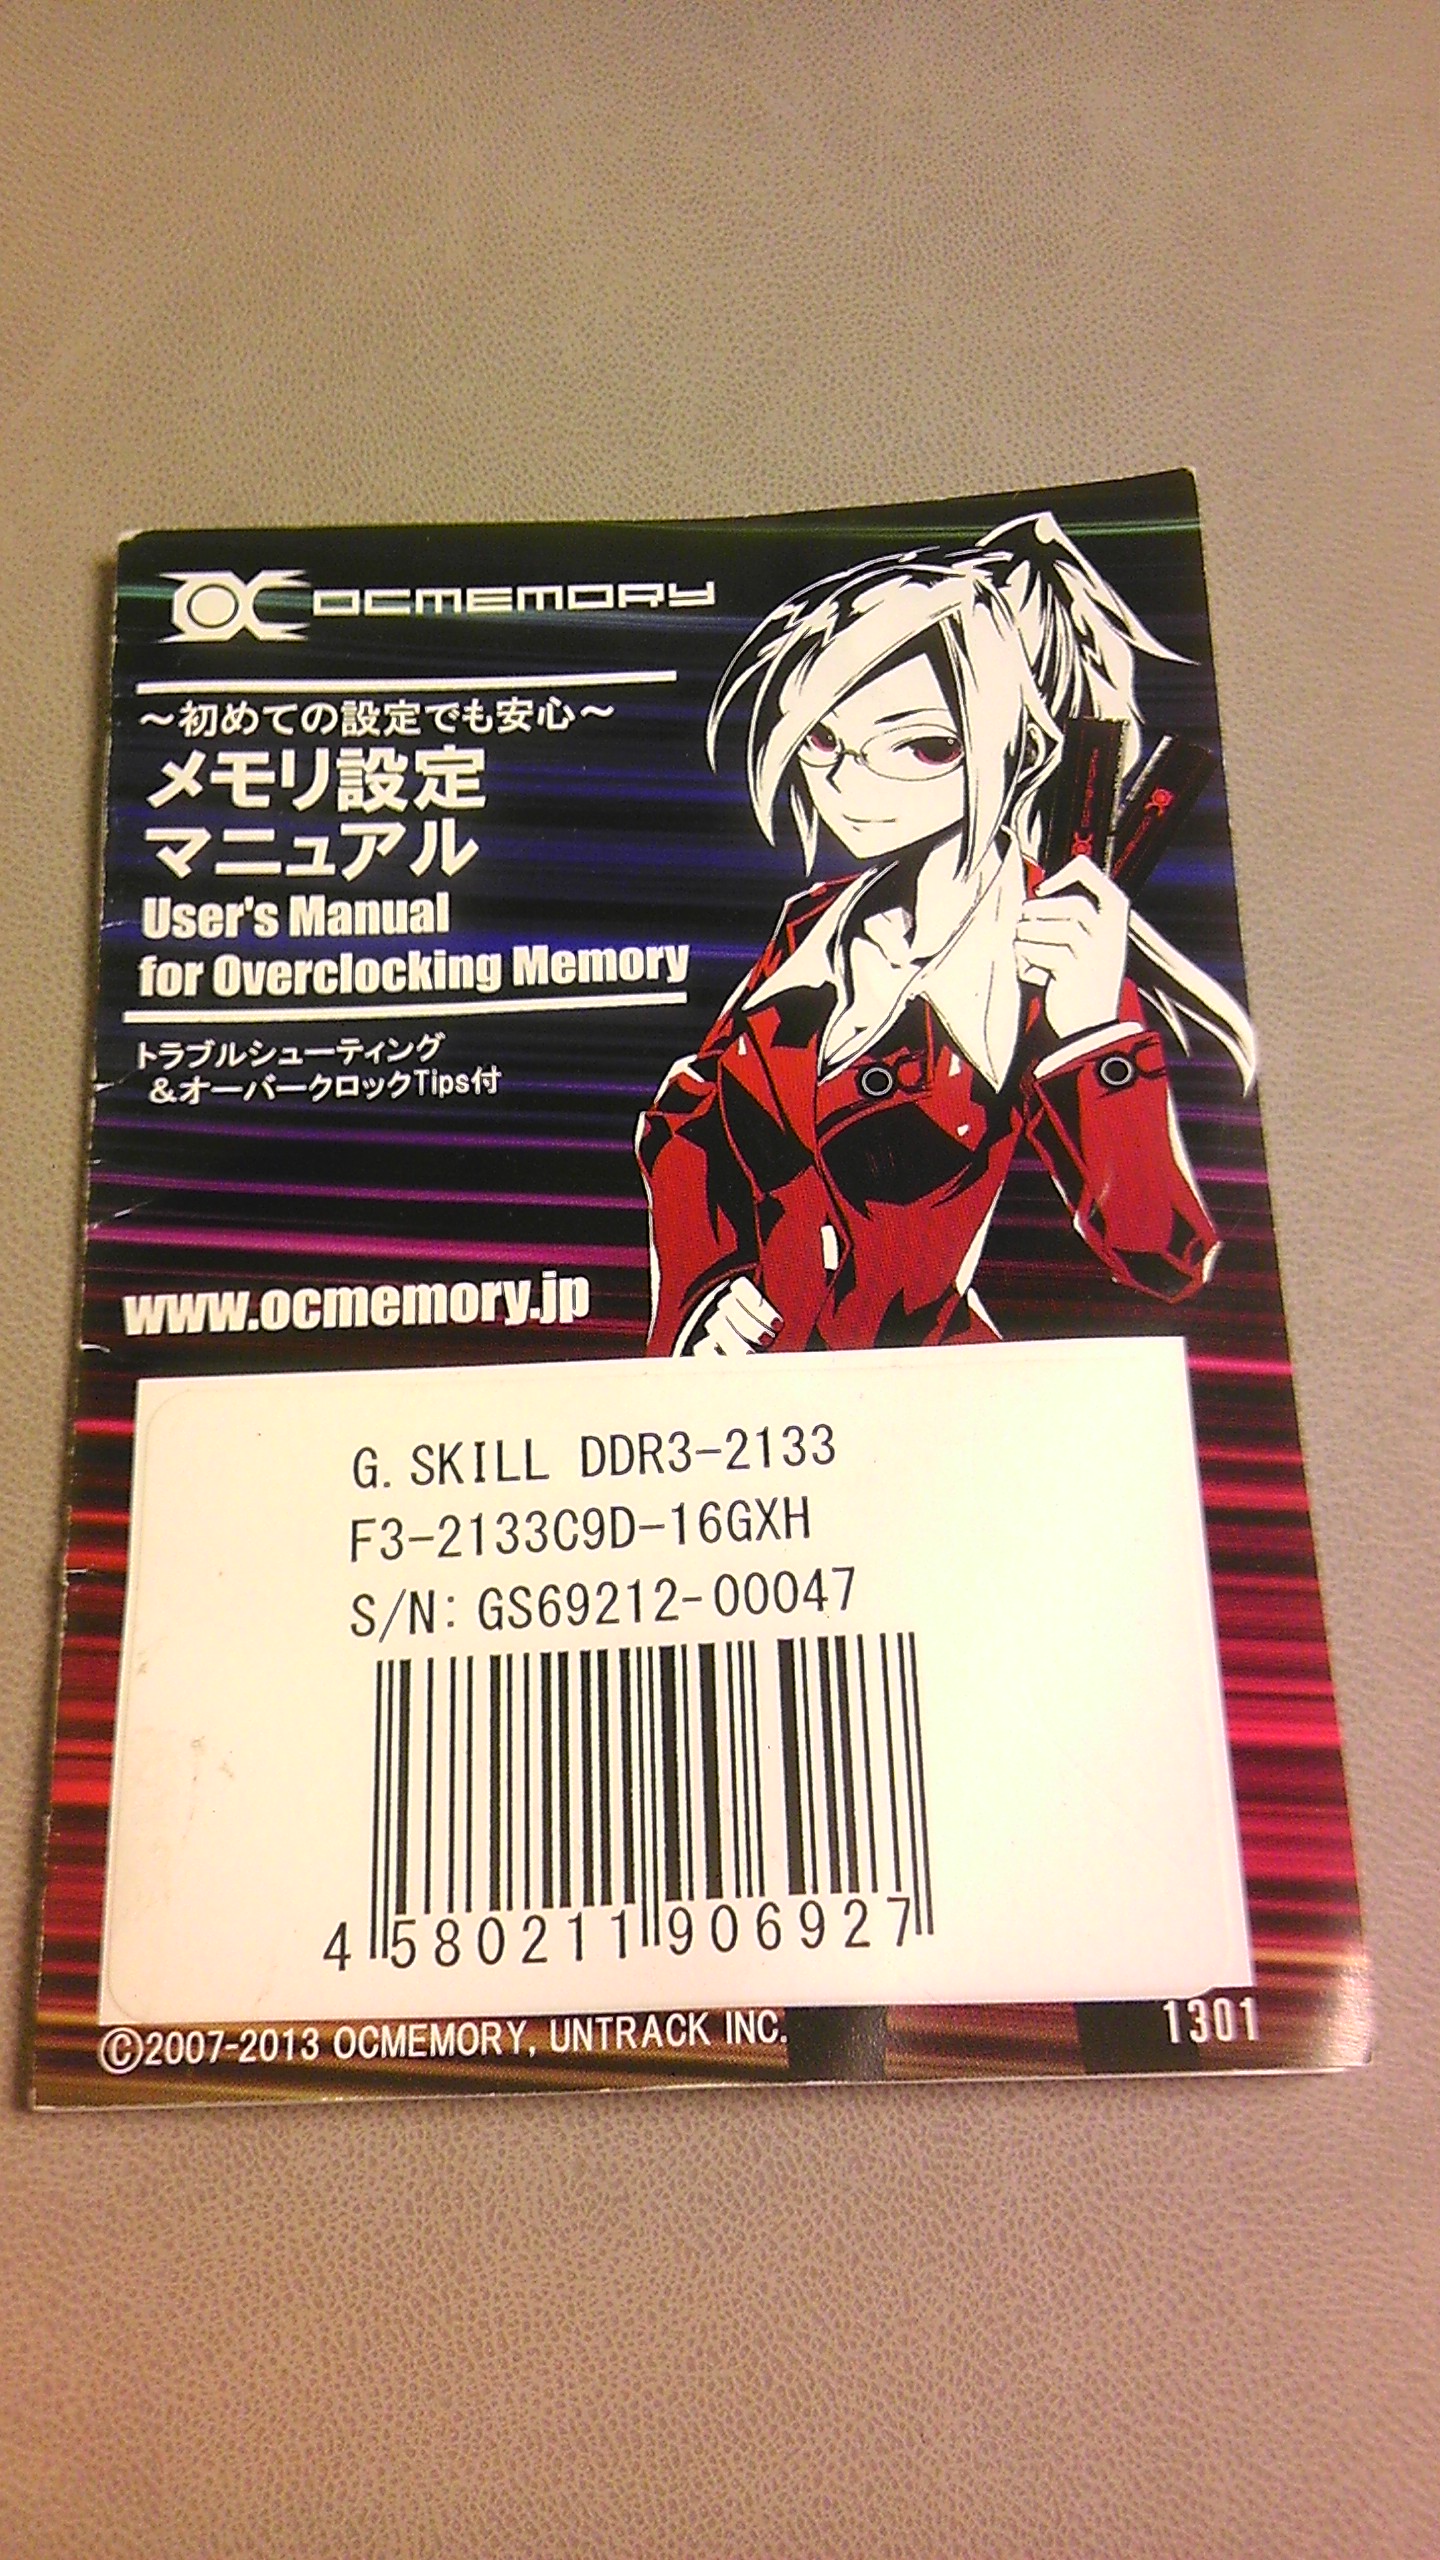 OCMEMORY
～初めての設定でも安心～
メモリ設定
マニュアル
User's Manual
for Overclocking Memory
トラブルシューティング
＆オーバークロックTips付
www.ocmemory.jp
G.SKILL DDR3-2133
F3-2133C9D-16GXH
S/N: GS69212-00047
4 580211 906927
©2007-2013 OCMEMORY, UNTRACK INC.
1301